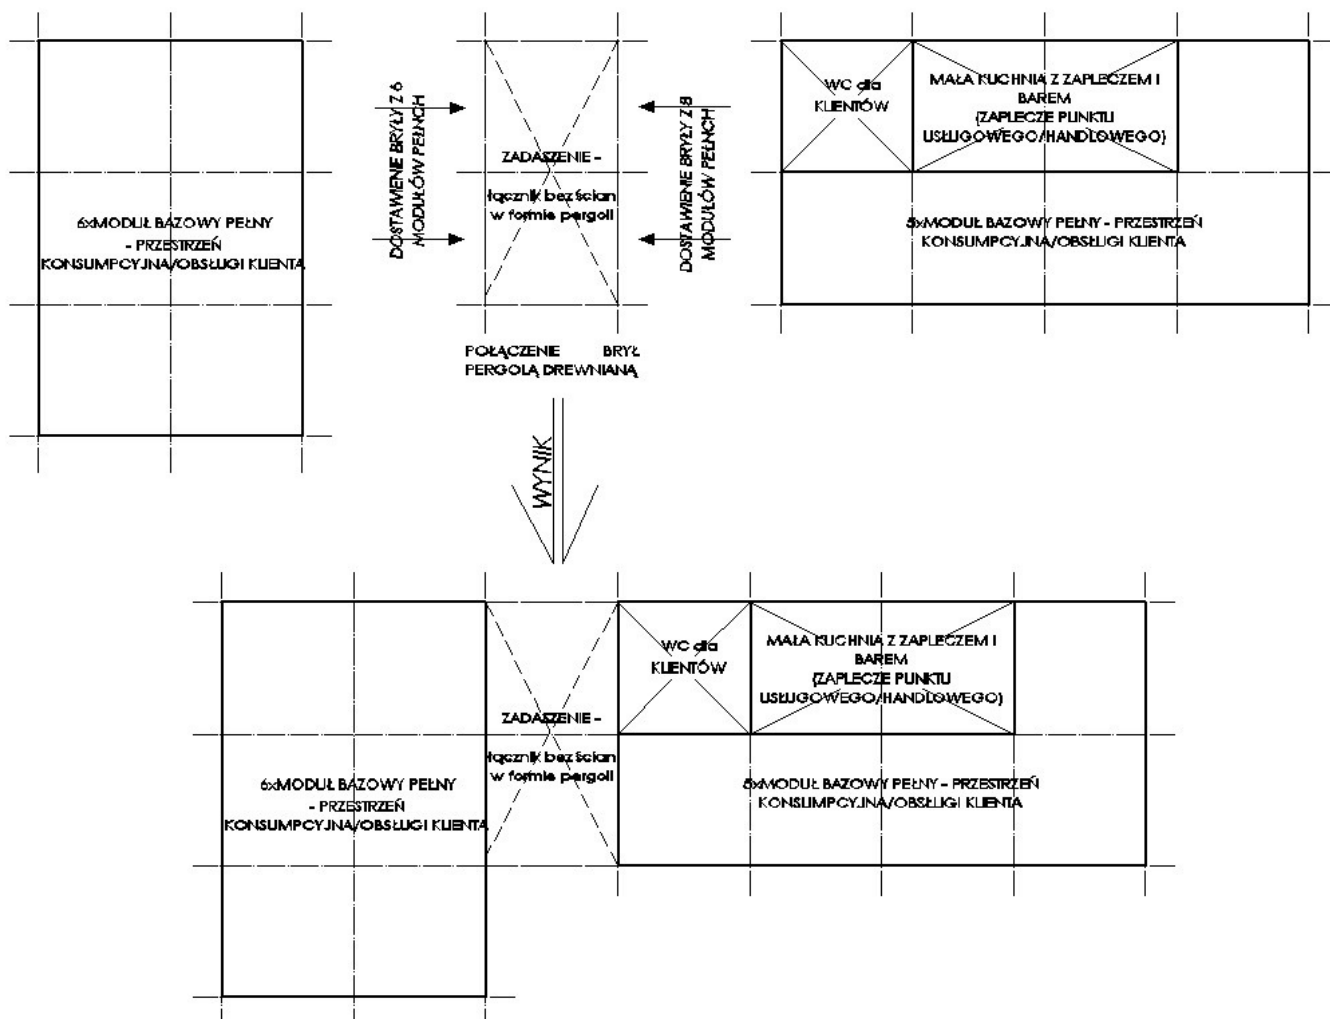 6xMODUŁ BAZOWY PEŁNY
- PRZESTRZEŃ
KONSUMPCYJNA/OBSŁUGI KLIENTA
DOSTAWIENIE BRYŁY Z 6
MODUŁÓW PEŁNCH
ZADASZENIE -
łącznik bez ścian
w formie pergoli
DOSTAWIENIE BRYŁY Z 8
MODUŁÓW PEŁNCH
WC dla
KLIENTÓW
MAŁA KUCHNIA Z ZAPLECZEM I
BAREM
(ZAPLECZE PUNKTU
USŁUGOWEGO/HANDLOWEGO)
5xMODUŁ BAZOWY PEŁNY - PRZESTRZEŃ
KONSUMPCYJNA/OBSŁUGI KLIENTA
POŁĄCZENIE BRYŁ
PERGOLĄ DREWNIANĄ
WYNIK
6xMODUŁ BAZOWY PEŁNY
- PRZESTRZEŃ
KONSUMPCYJNA/OBSŁUGI KLIENTA
ZADASZENIE -
łącznik bez ścian
w formie pergoli
WC dla
KLIENTÓW
MAŁA KUCHNIA Z ZAPLECZEM I
BAREM
(ZAPLECZE PUNKTU
USŁUGOWEGO/HANDLOWEGO)
5xMODUŁ BAZOWY PEŁNY - PRZESTRZEŃ
KONSUMPCYJNA/OBSŁUGI KLIENTA